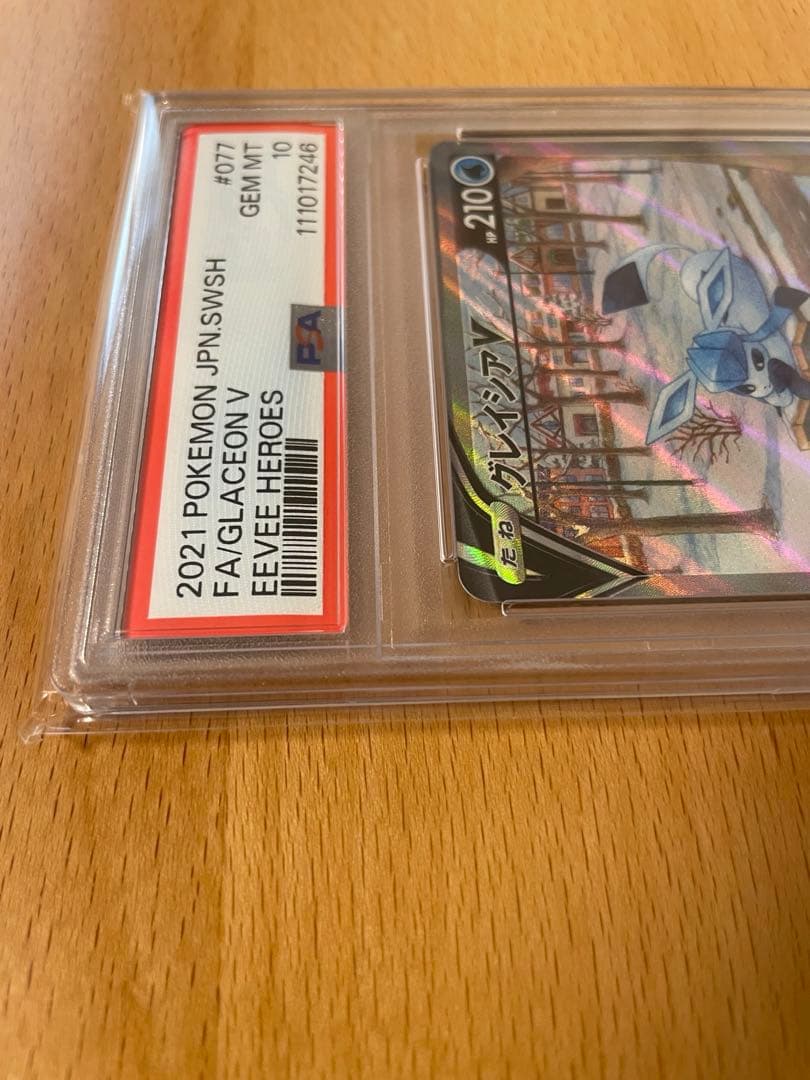 2021 POKEMON JPN.SWSH #077
FA/GLACEON V GEM MT
EEVEE HEROES 10
111017246
PSA
たね グレイシアV HP 210